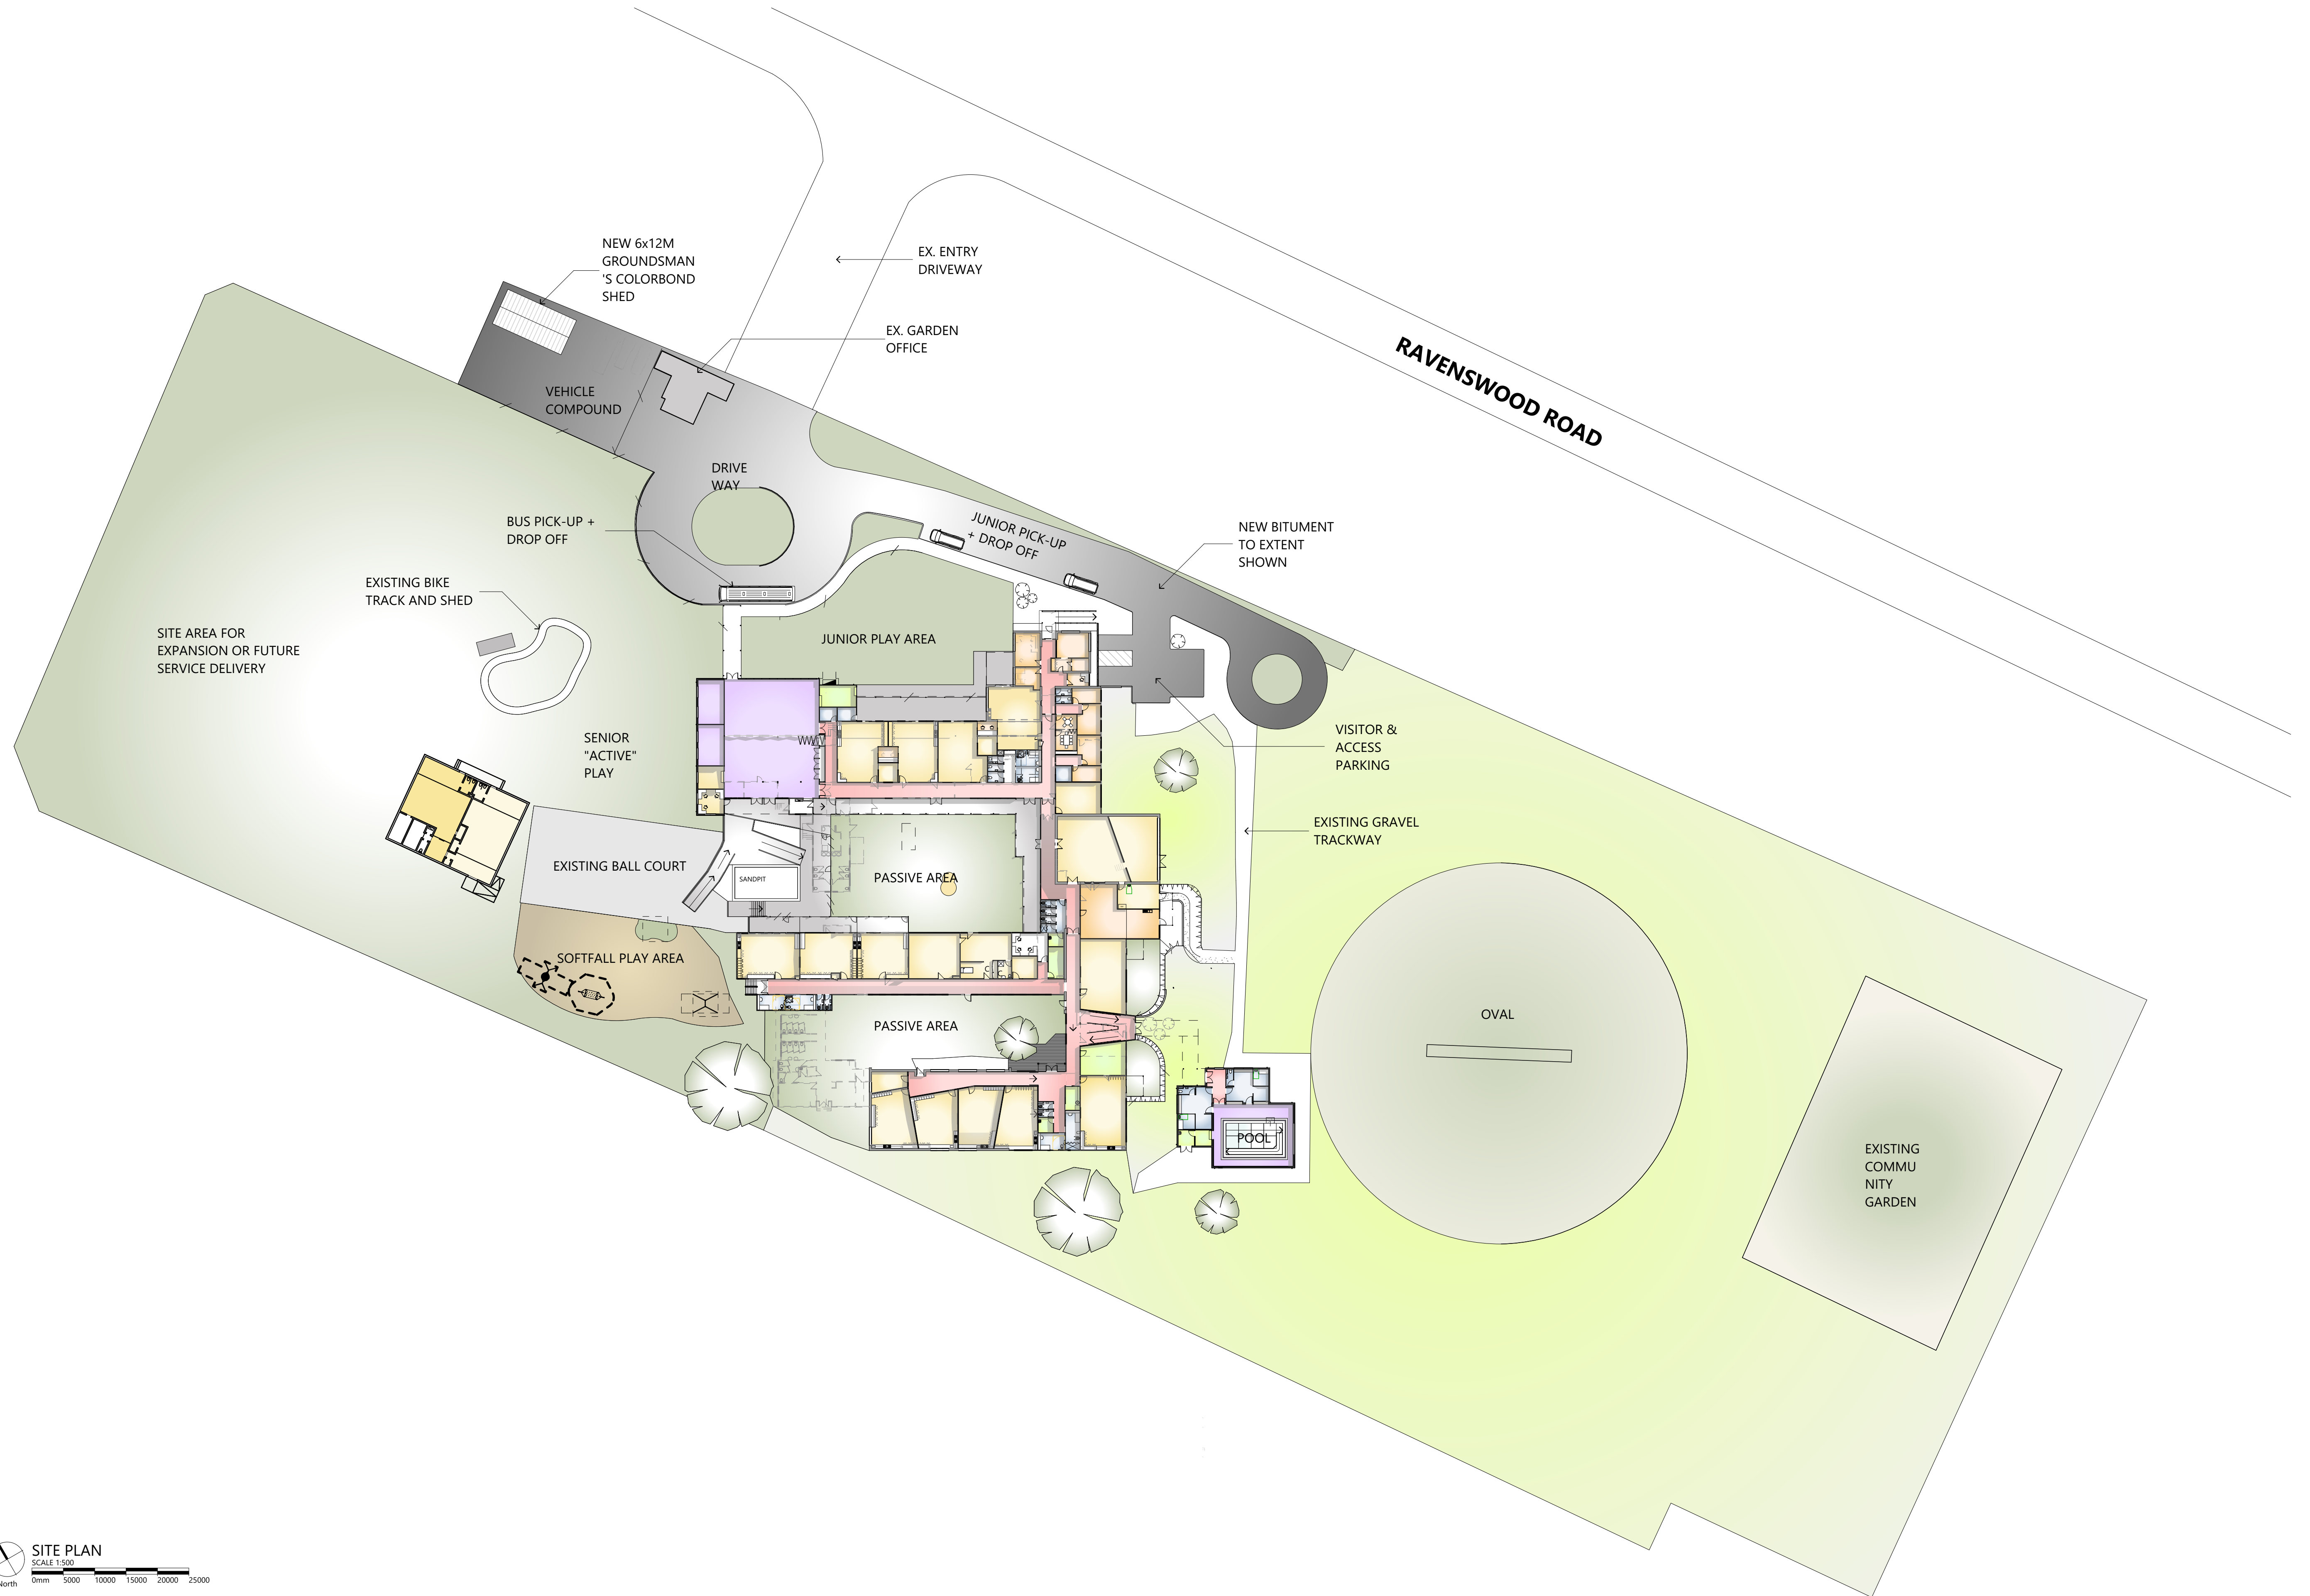 NEW 6x12M
GROUNDSMAN
'S COLORBOND
SHED
EX. ENTRY
DRIVEWAY
EX. GARDEN
OFFICE
RAVENSWOOD ROAD
VEHICLE
COMPOUND
DRIVE
WAY
BUS PICK-UP +
DROP OFF
JUNIOR PICK-UP
+ DROP OFF
NEW BITUMENT
TO EXTENT
SHOWN
EXISTING BIKE
TRACK AND SHED
SITE AREA FOR
EXPANSION OR FUTURE
SERVICE DELIVERY
JUNIOR PLAY AREA
SENIOR
"ACTIVE"
PLAY
VISITOR &
ACCESS
PARKING
EXISTING GRAVEL
TRACKWAY
EXISTING BALL COURT
SANDPIT
PASSIVE AREA
SOFTFALL PLAY AREA
PASSIVE AREA
OVAL
POOL
EXISTING
COMMU
NITY
GARDEN
SITE PLAN
SCALE 1:500
0mm 5000 10000 15000 20000 25000
North